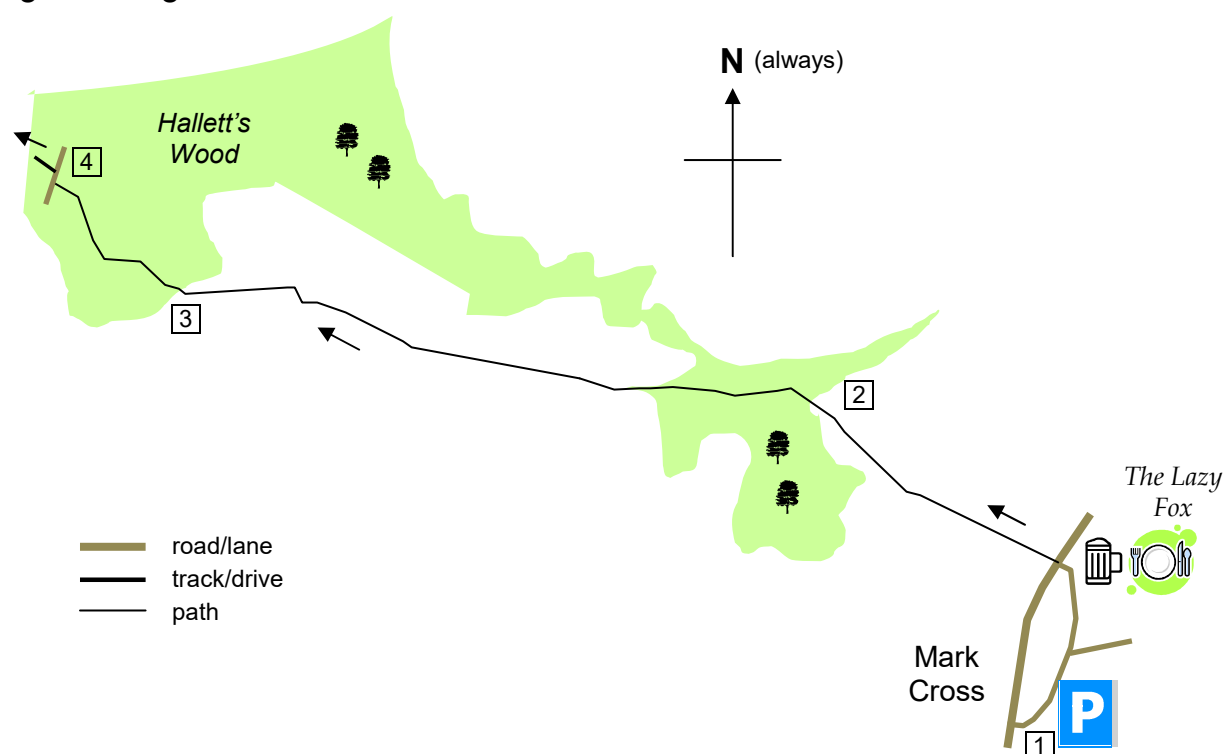 N (always)
Hallett's
Wood
4
3
2
The Lazy
Fox
road/lane
track/drive
path
Mark
Cross
P
1